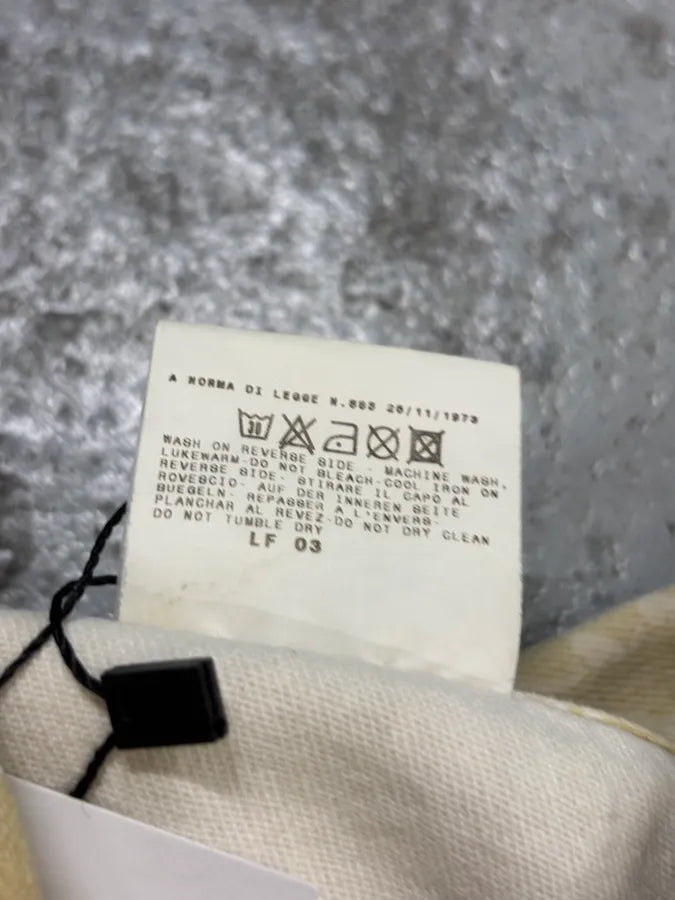 A NORMA DI LEGGE N.883 26/11/1973
30
WASH ON REVERSE SIDE - MACHINE WASH,
LUKEWARM-DO NOT BLEACH-COOL IRON ON
REVERSE SIDE- STIRARE IL CAPO AL
ROVESCIO- AUF DER INNEREN SEITE
BUEGELN- REPASSER A L'ENVERS-
PLANCHAR AL REVEZ-DO NOT DRY CLEAN
DO NOT TUMBLE DRY
LF 03